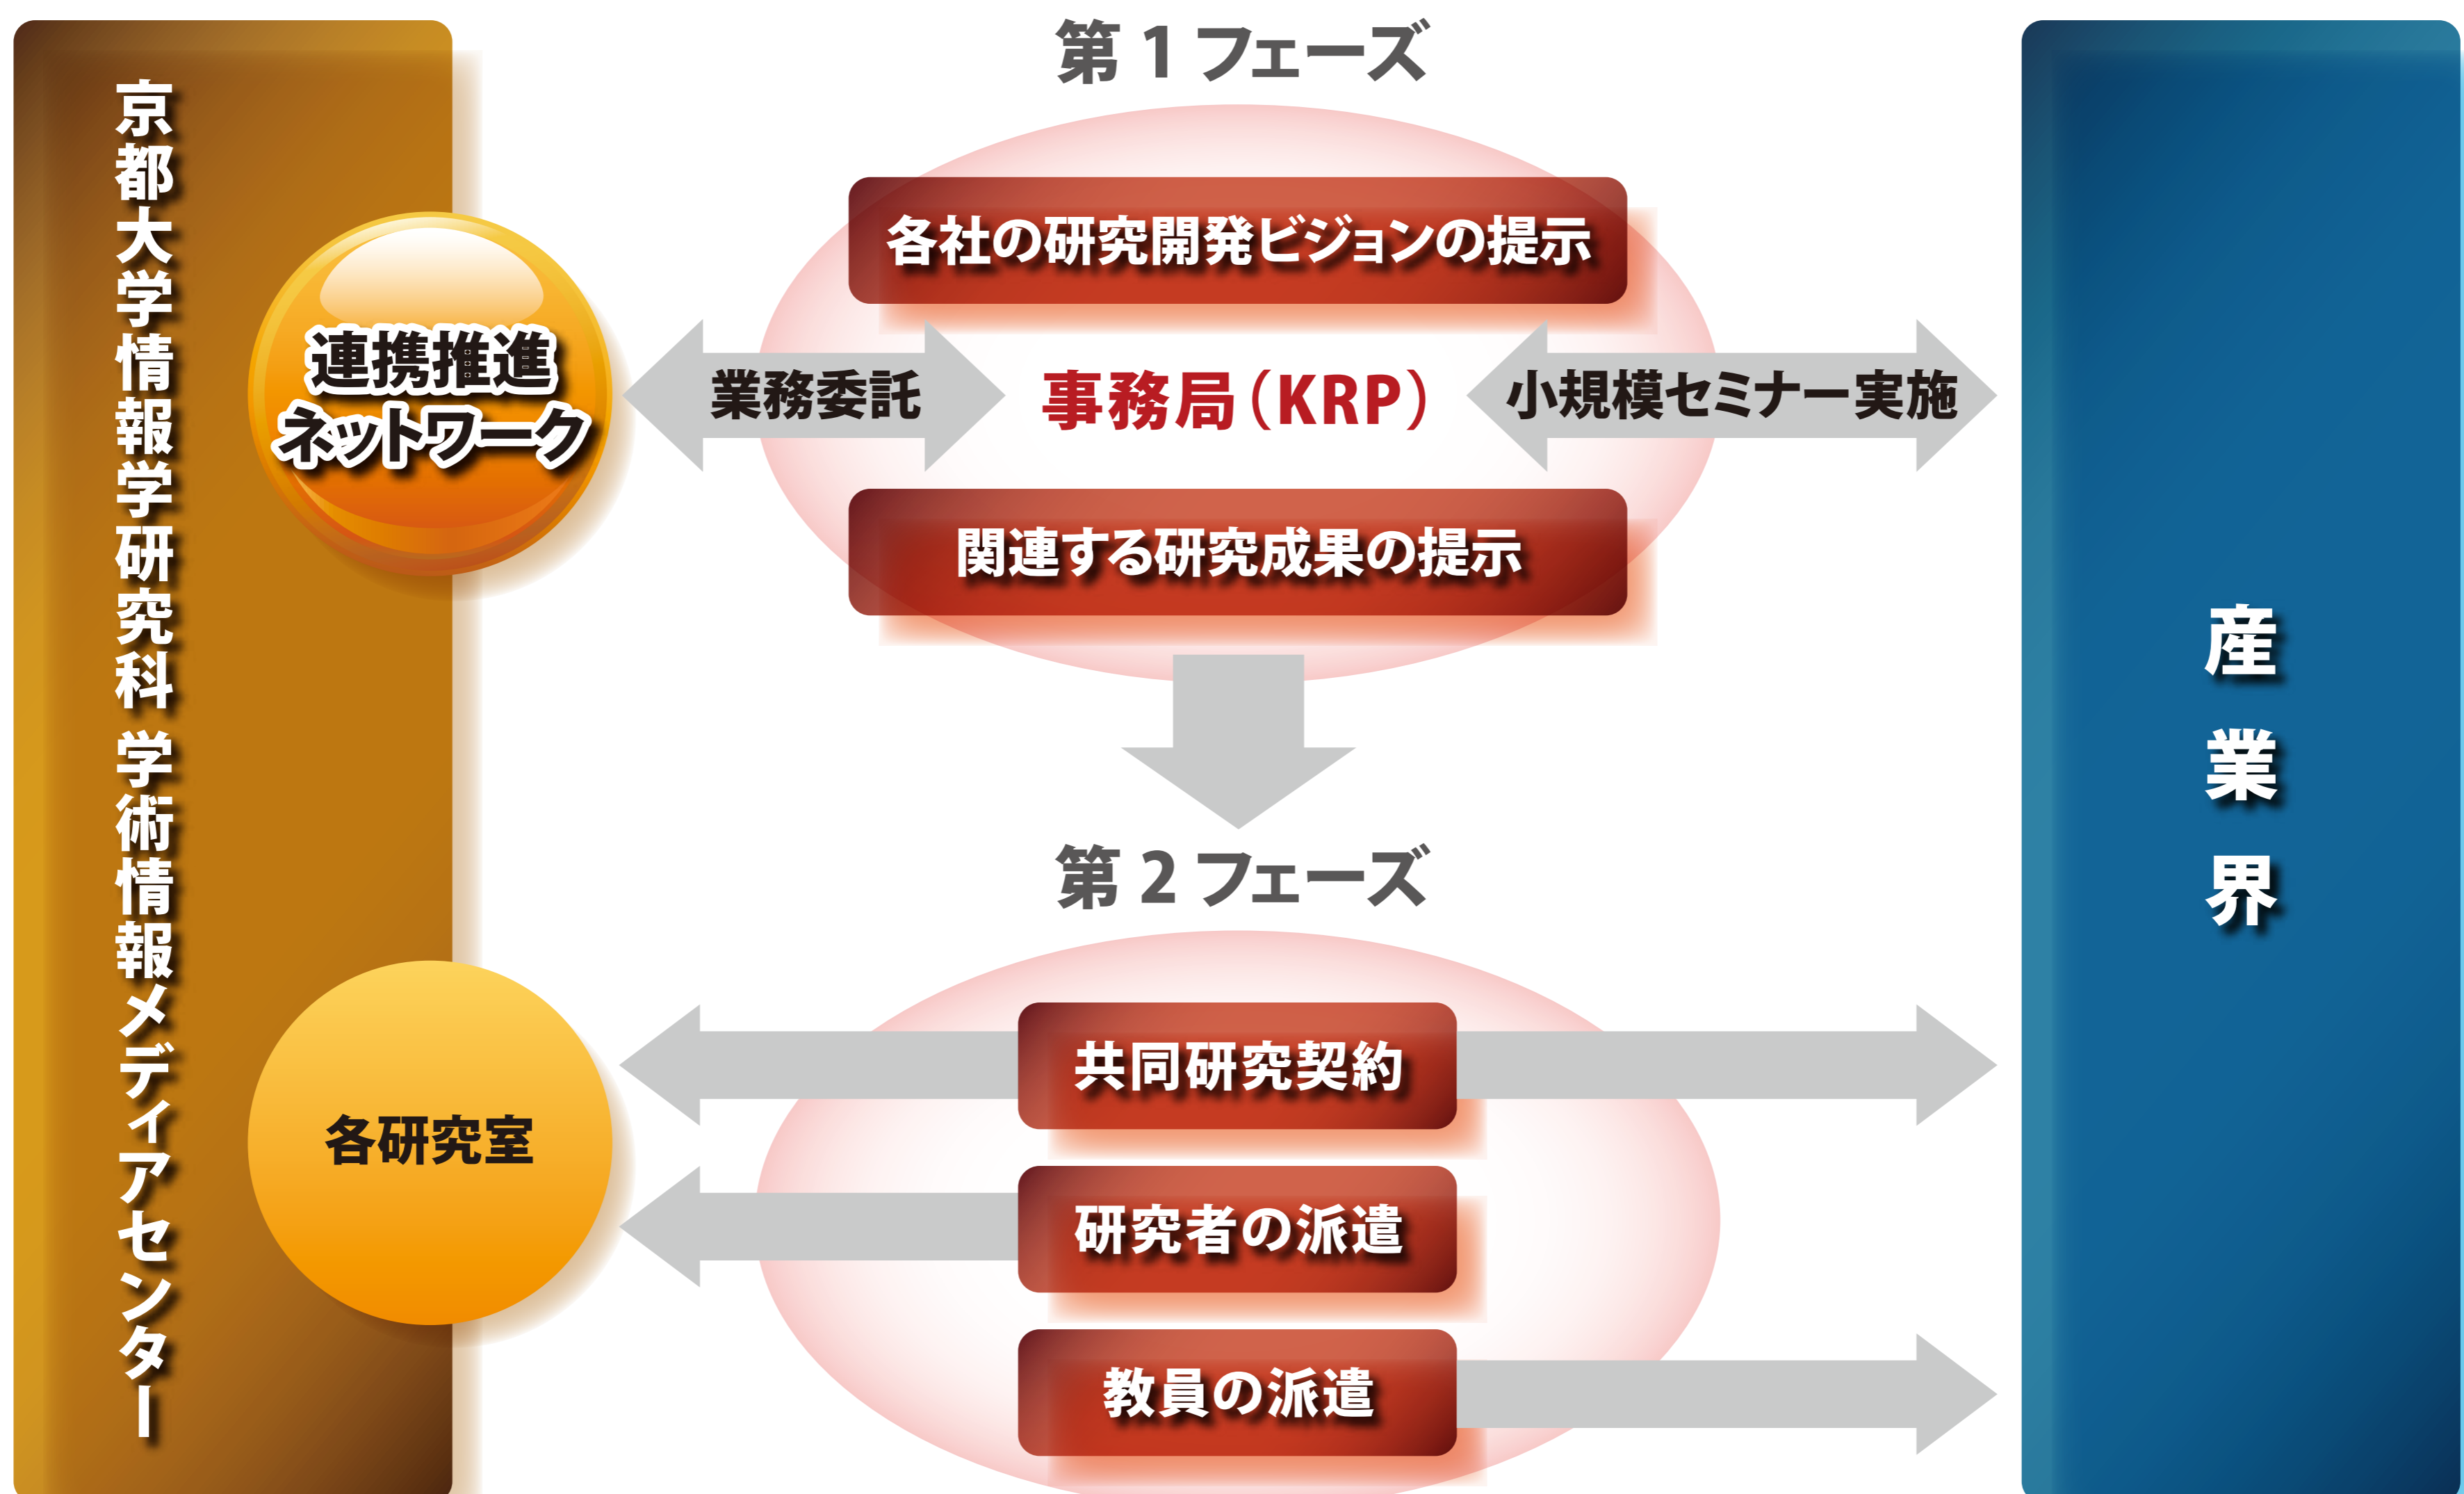 京都大学情報学研究科 学術情報メディアセンター
連携推進
ネットワーク
各研究室
第1フェーズ
各社の研究開発ビジョンの提示
業務委託
事務局(KRP)
小規模セミナー実施
関連する研究成果の提示
第2フェーズ
共同研究契約
研究者の派遣
教員の派遣
産業界